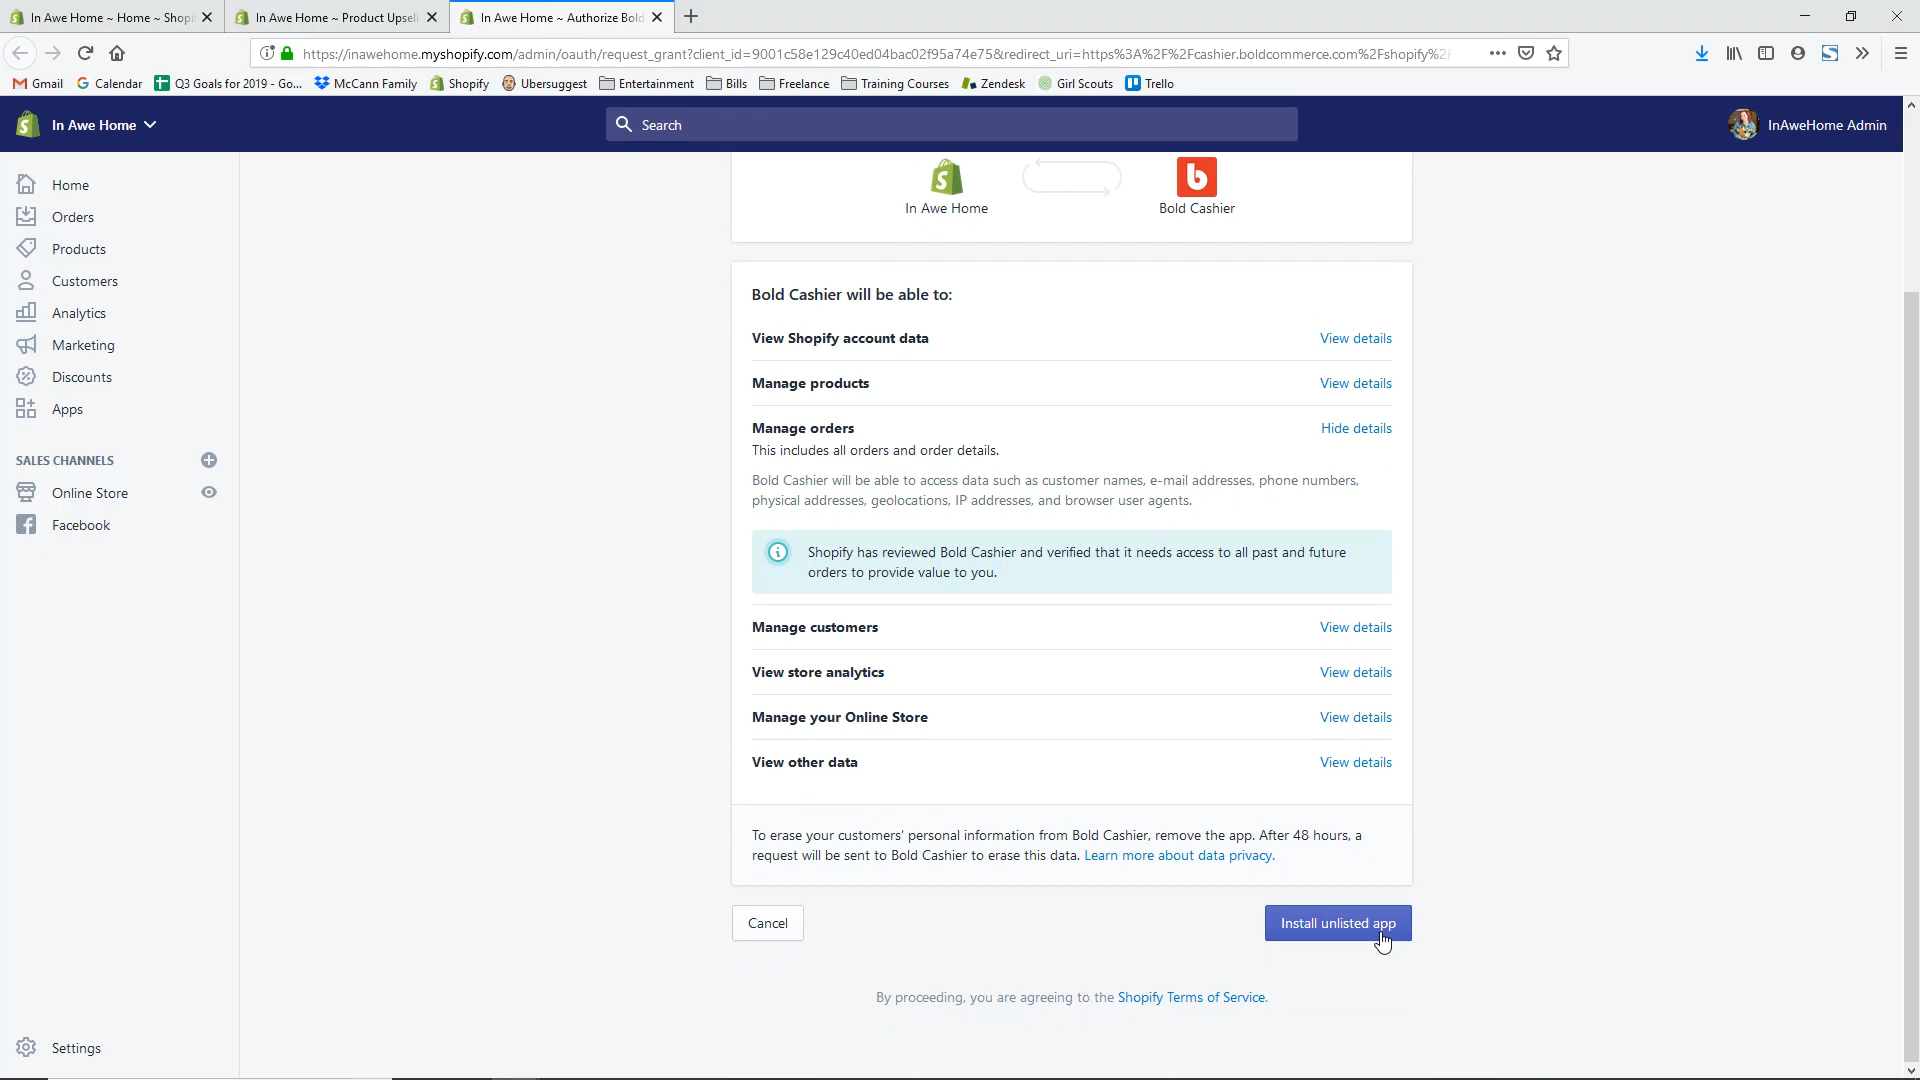 In Awe Home ~ Home ~ Shopi
In Awe Home ~ Product Upsell
In Awe Home ~ Authorize Bold
https://inawehome.myshopify.com/admin/oauth/request_grant?client_id=9001c58e129c40ed04bac02f95a74e75&redirect_uri=https%3A%2F%2Fcashier.boldcommerce.com%2Fshopify%2F
Gmail
Calendar
Q3 Goals for 2019 - Go...
McCann Family
Shopify
Ubersuggest
Entertainment
Bills
Freelance
Training Courses
Zendesk
Girl Scouts
Trello
In Awe Home
Search
InAweHome Admin
Home
Orders
Products
Customers
Analytics
Marketing
Discounts
Apps
SALES CHANNELS
Online Store
Facebook
Settings
In Awe Home
Bold Cashier
Bold Cashier will be able to:
View Shopify account data
View details
Manage products
View details
Manage orders
Hide details
This includes all orders and order details.
Bold Cashier will be able to access data such as customer names, e-mail addresses, phone numbers,
physical addresses, geolocations, IP addresses, and browser user agents.
Shopify has reviewed Bold Cashier and verified that it needs access to all past and future
orders to provide value to you.
Manage customers
View details
View store analytics
View details
Manage your Online Store
View details
View other data
View details
To erase your customers' personal information from Bold Cashier, remove the app. After 48 hours, a
request will be sent to Bold Cashier to erase this data. Learn more about data privacy.
Cancel
Install unlisted app
By proceeding, you are agreeing to the Shopify Terms of Service.